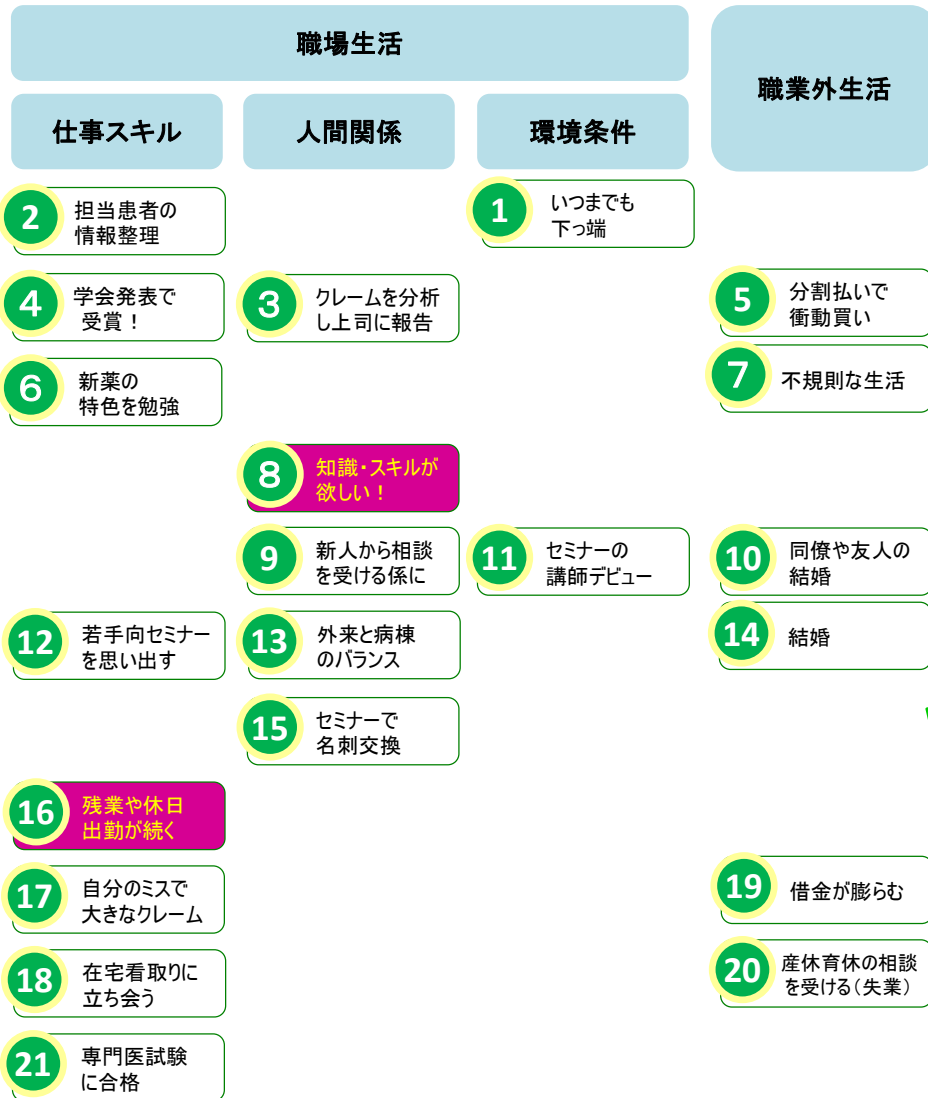 職場生活
職業外生活
仕事スキル
人間関係
環境条件
2
担当患者の
情報整理
1
いつまでも
下っ端
4
学会発表で
受賞！
3
クレームを分析
し上司に報告
5
分割払いで
衝動買い
6
新薬の
特色を勉強
7
不規則な生活
8
知識・スキルが
欲しい！
9
新人から相談
を受ける係に
11
セミナーの
講師デビュー
10
同僚や友人の
結婚
12
若手向セミナー
を思い出す
13
外来と病棟
のバランス
14
結婚
15
セミナーで
名刺交換
16
残業や休日
出勤が続く
17
自分のミスで
大きなクレーム
19
借金が膨らむ
18
在宅看取りに
立ち会う
20
産休育休の相談
を受ける（失業）
21
専門医試験
に合格